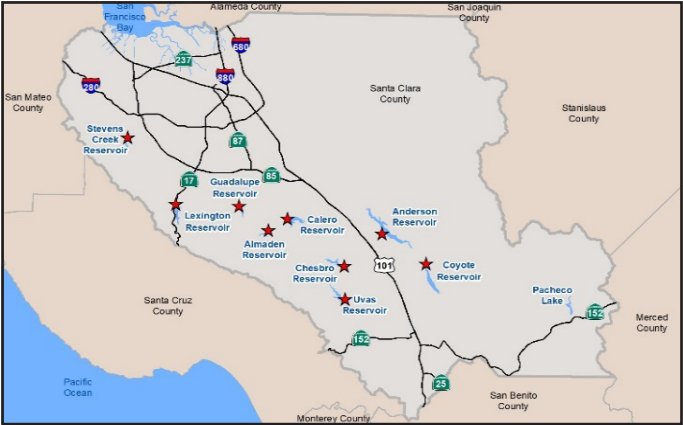 San
Francisco
Bay
Alameda County
San Joaquin
County
680
237
880
280
Santa Clara
County
San Mateo
County
Stanislaus
County
Stevens
Creek
Reservoir
87
85
17
Guadalupe
Reservoir
Lexington
Reservoir
Calero
Reservoir
Anderson
Reservoir
Almaden
Reservoir
Chesbro
Reservoir
101
Coyote
Reservoir
Uvas
Reservoir
Pacheco
Lake
152
Santa Cruz
County
Merced
County
152
25
Pacific
Ocean
San Benito
County
Monterey County